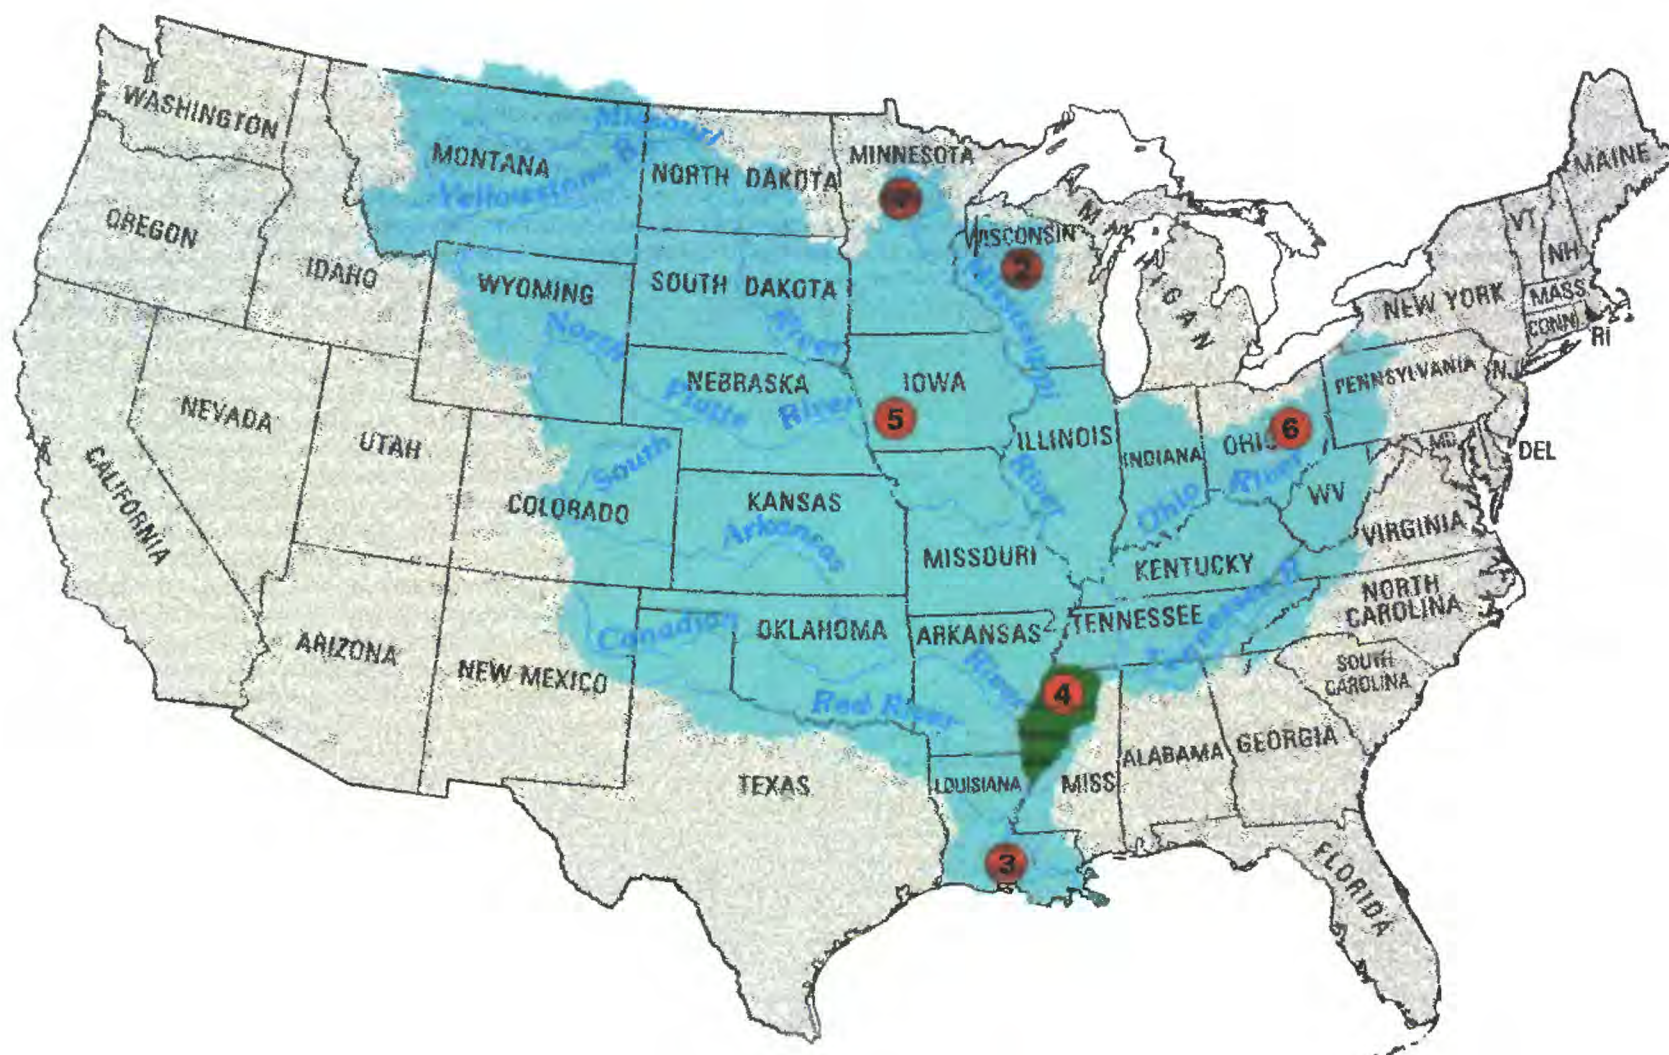 WASHINGTON
MONTANA
Missouri
NORTH DAKOTA
MINNESOTA
MAINE
Yellowstone R
OREGON
IDAHO
WYOMING
SOUTH DAKOTA
WISCONSIN
2
MICHIGAN
VT
NH
NEW YORK
MASS
CONN
RI
North
Platte
River
River
Mississippi
River
NEVADA
UTAH
NEBRASKA
IOWA
5
ILLINOIS
INDIANA
OHIO
6
PENNSYLVANIA
N.
MD
DEL
CALIFORNIA
South
COLORADO
KANSAS
Arkansas
River
MISSOURI
Ohio
River
WV
VIRGINIA
KENTUCKY
ARIZONA
NEW MEXICO
Canadian
OKLAHOMA
ARKANSAS
TENNESSEE
Tennessee R
NORTH
CAROLINA
SOUTH
CAROLINA
Red River
4
TEXAS
LOUISIANA
MISS
ALABAMA
GEORGIA
3
FLORIDA